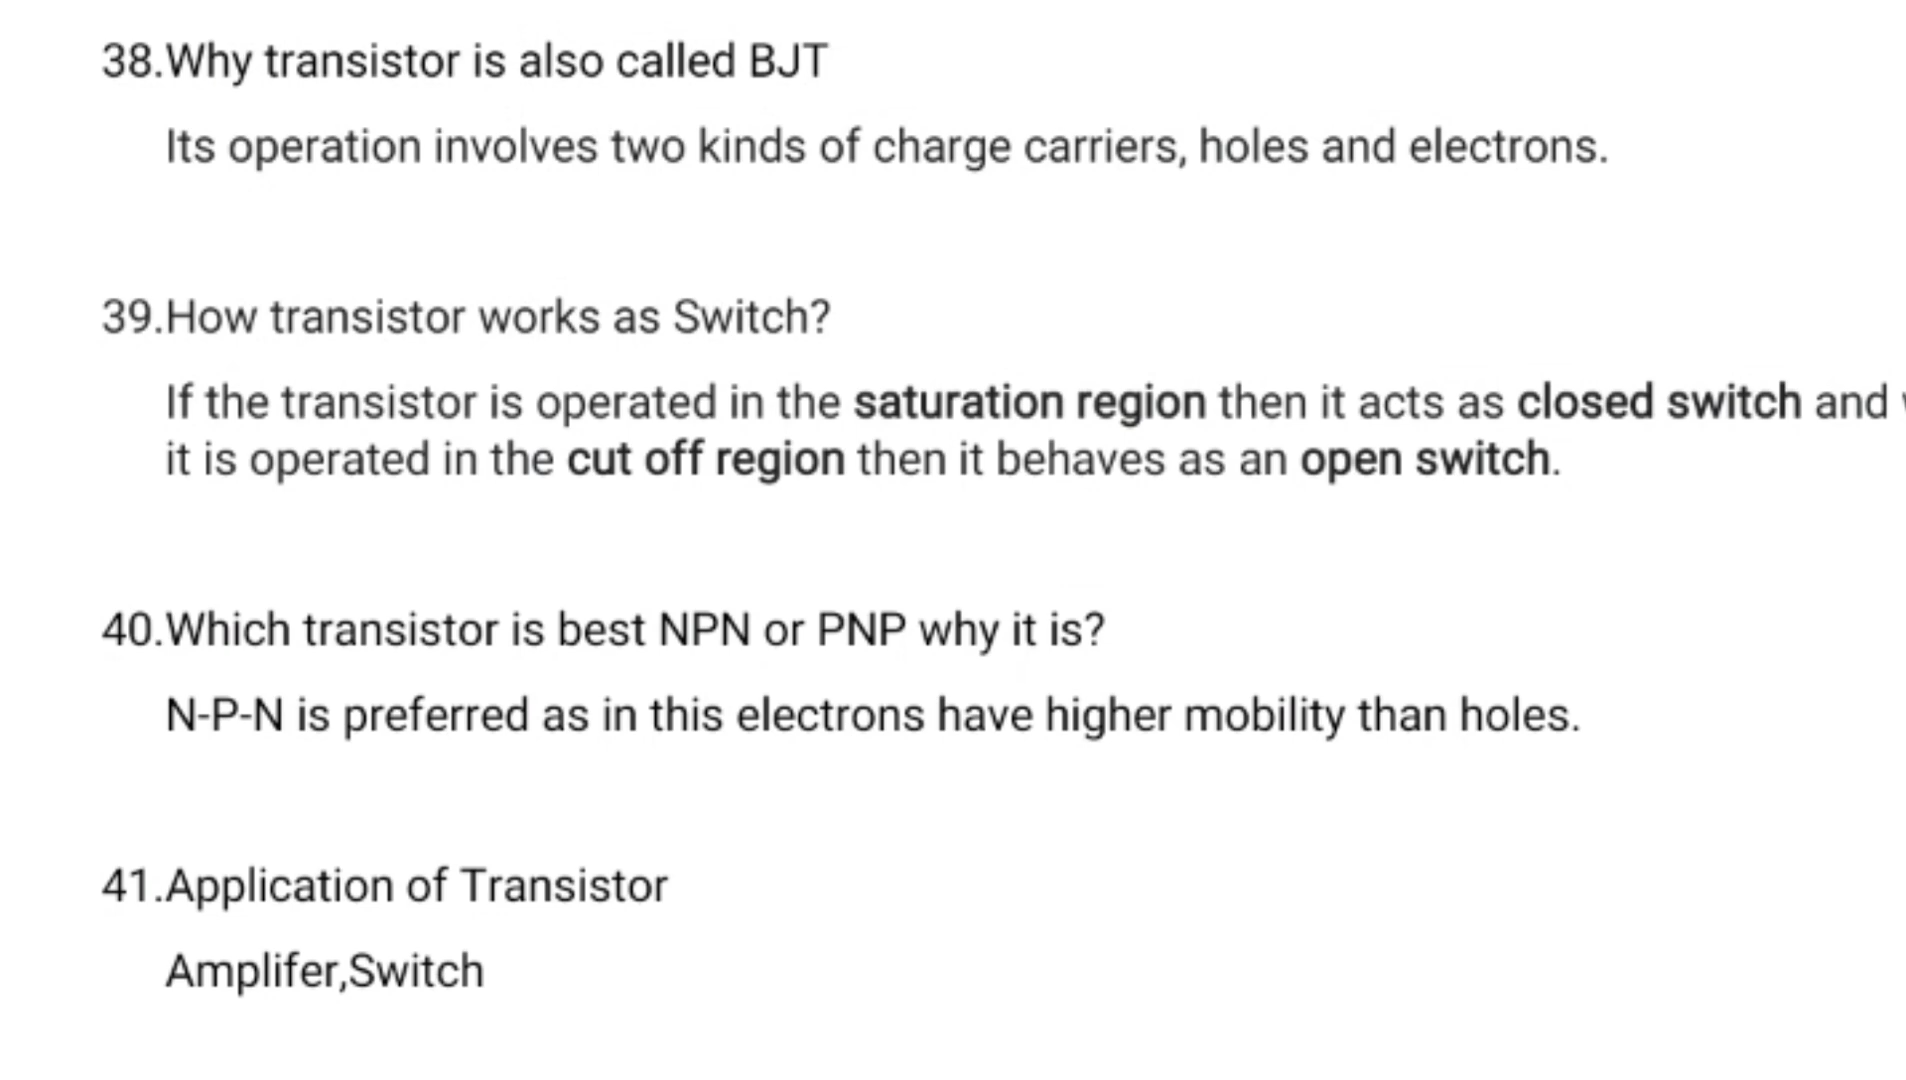 38.Why transistor is also called BJT
Its operation involves two kinds of charge carriers, holes and electrons.
39.How transistor works as Switch?
If the transistor is operated in the saturation region then it acts as closed switch and
it is operated in the cut off region then it behaves as an open switch.
40.Which transistor is best NPN or PNP why it is?
N-P-N is preferred as in this electrons have higher mobility than holes.
41.Application of Transistor
Amplifer,Switch